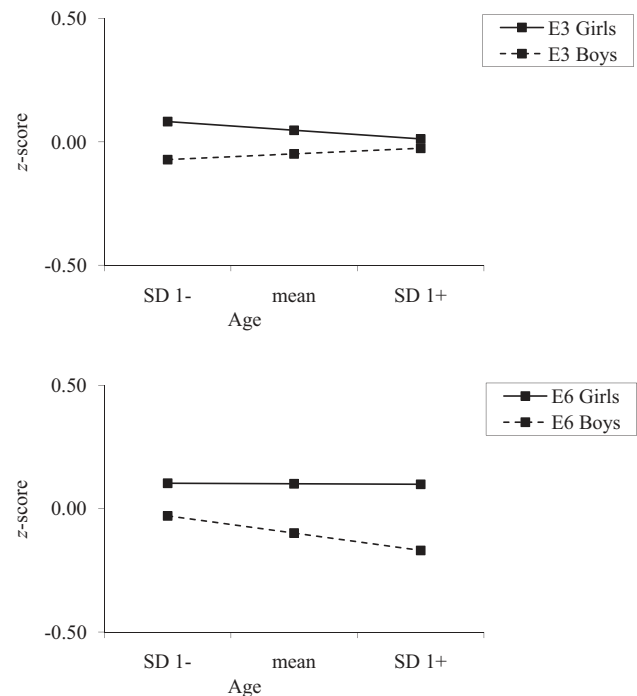 0.50
E3 Girls
E3 Boys
z-score
0.00
-0.50
SD 1-
mean
SD 1+
Age
0.50
E6 Girls
E6 Boys
z-score
0.00
-0.50
SD 1-
mean
SD 1+
Age